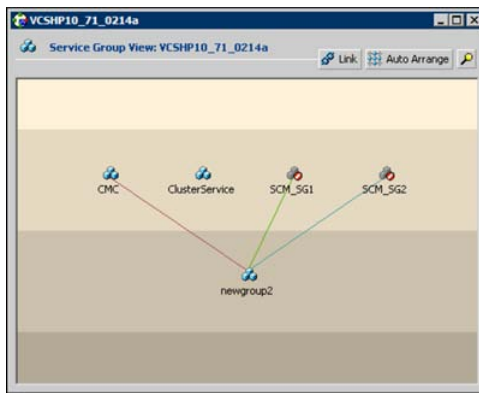 VCSHP10_71_0214a
Service Group View: VCSHP10_71_0214a
Link Auto Arrange
CMC ClusterService SCM_SG1 SCM_SG2
newgroup2